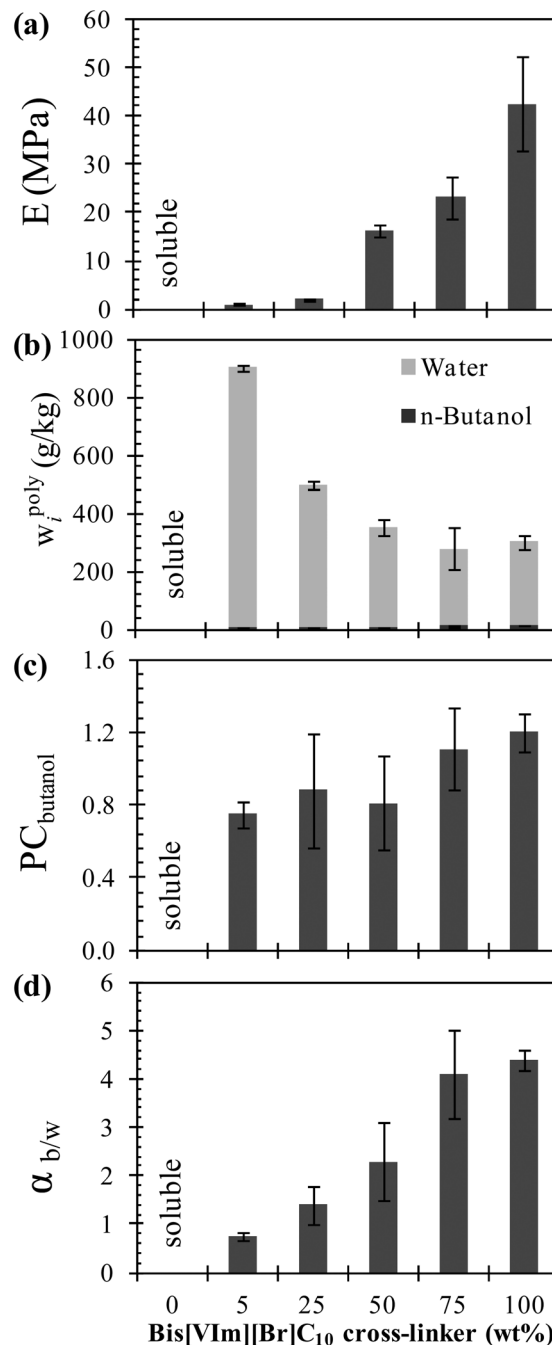 (a)
60
50
40
30
20
10
0
E (MPa)
soluble
(b)
1000
800
600
400
200
0
w_i^poly (g/kg)
soluble
Water
n-Butanol
(c)
1.6
1.2
0.8
0.4
0.0
PC_butanol
soluble
(d)
6
5
4
3
2
1
0
α b/w
soluble
0 5 25 50 75 100
Bis[VIm][Br]C₁₀ cross-linker (wt%)